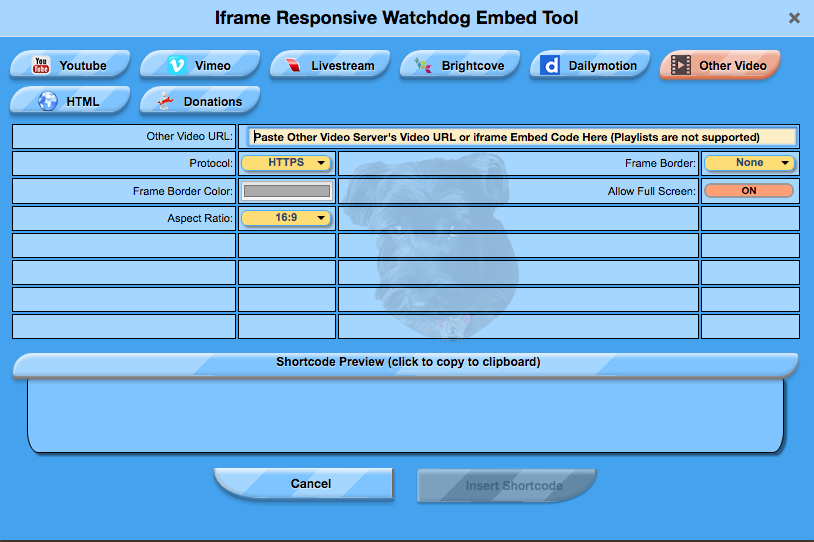 Iframe Responsive Watchdog Embed Tool
You Tube Youtube Vimeo Livestream Brightcove d Dailymotion Other Video
HTML Donations
Other Video URL: Paste Other Video Server's Video URL or iframe Embed Code Here (Playlists are not supported)
Protocol: HTTPS Frame Border: None
Frame Border Color: Allow Full Screen: ON
Aspect Ratio: 16:9
Shortcode Preview (click to copy to clipboard)
Cancel Insert Shortcode